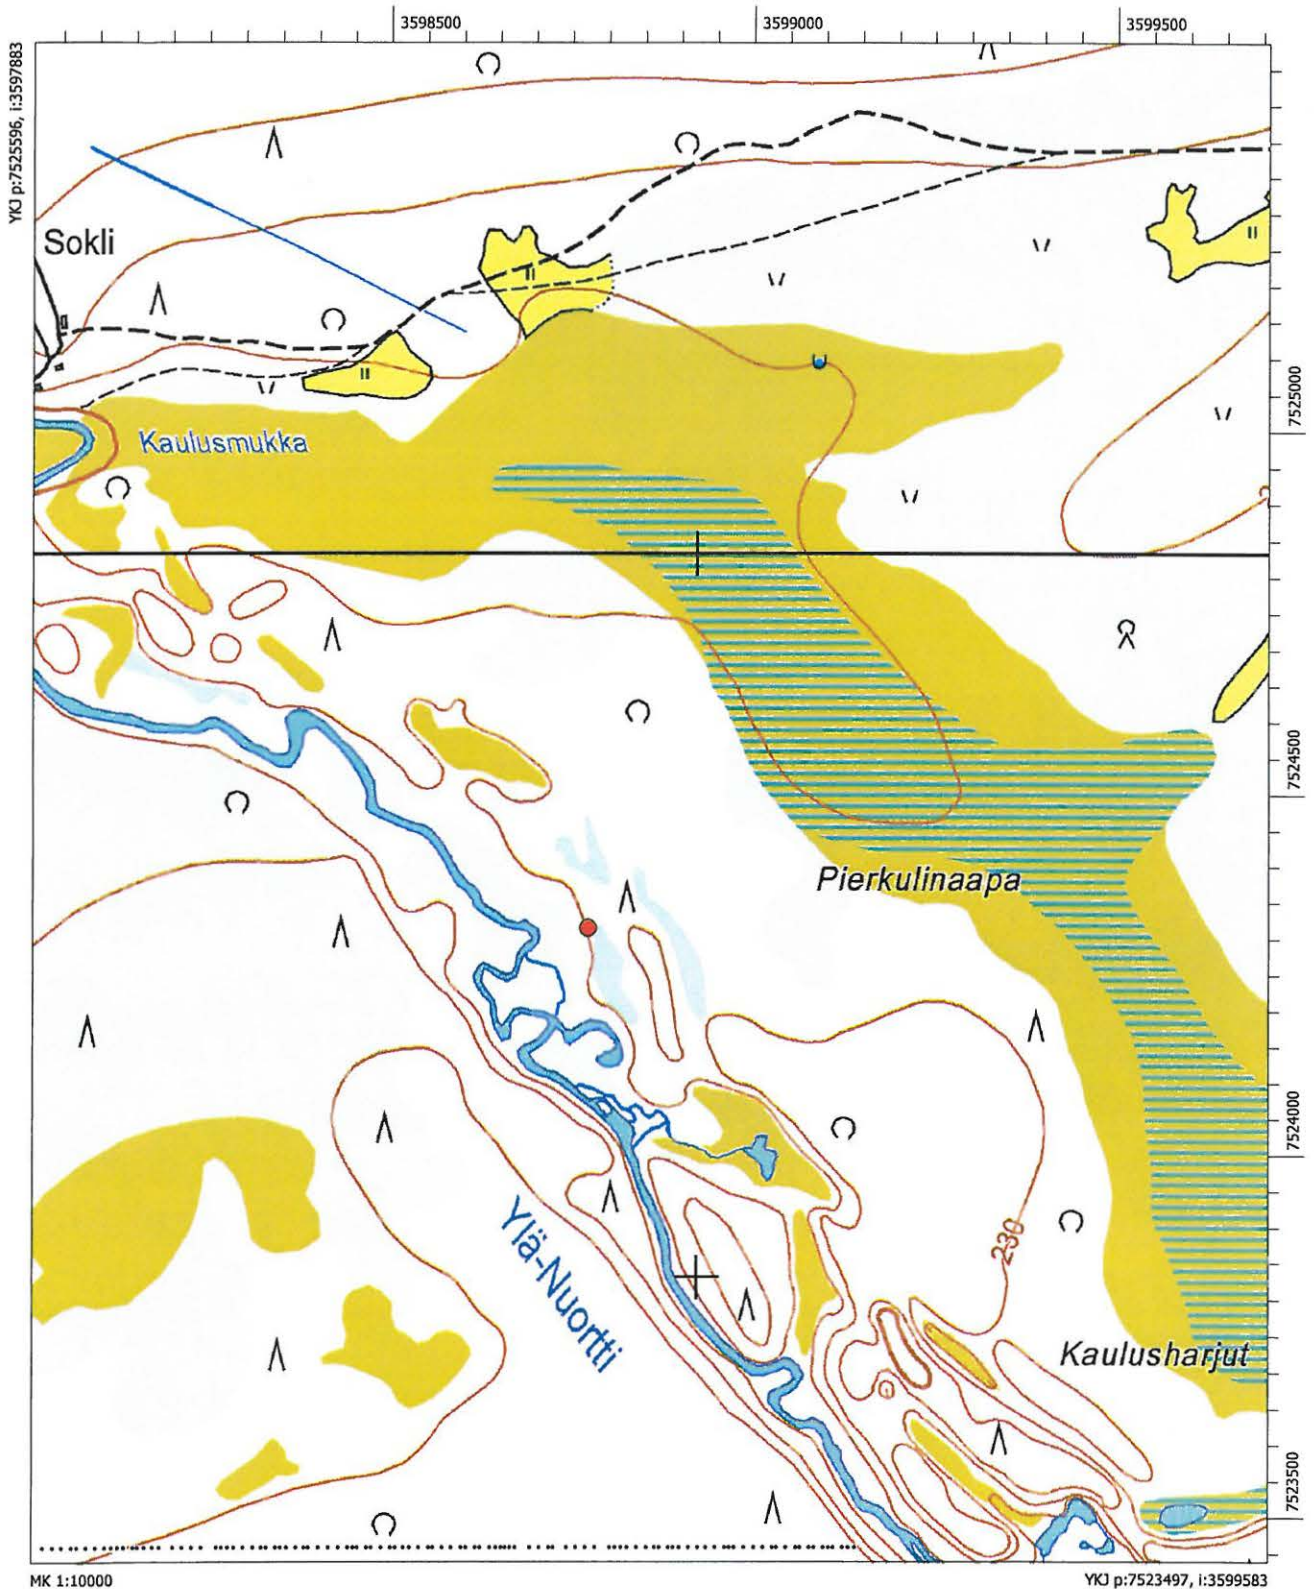 3598500
3599000
3599500
YKJ p:7525596, i:3597883
Sokli
7525000
Kaulusmukka
7524500
Pierkulinaapa
7524000
230
Ylä-Nuortti
Kaulusharjut
7523500
MK 1:10000
YKJ p:7523497, i:3599583